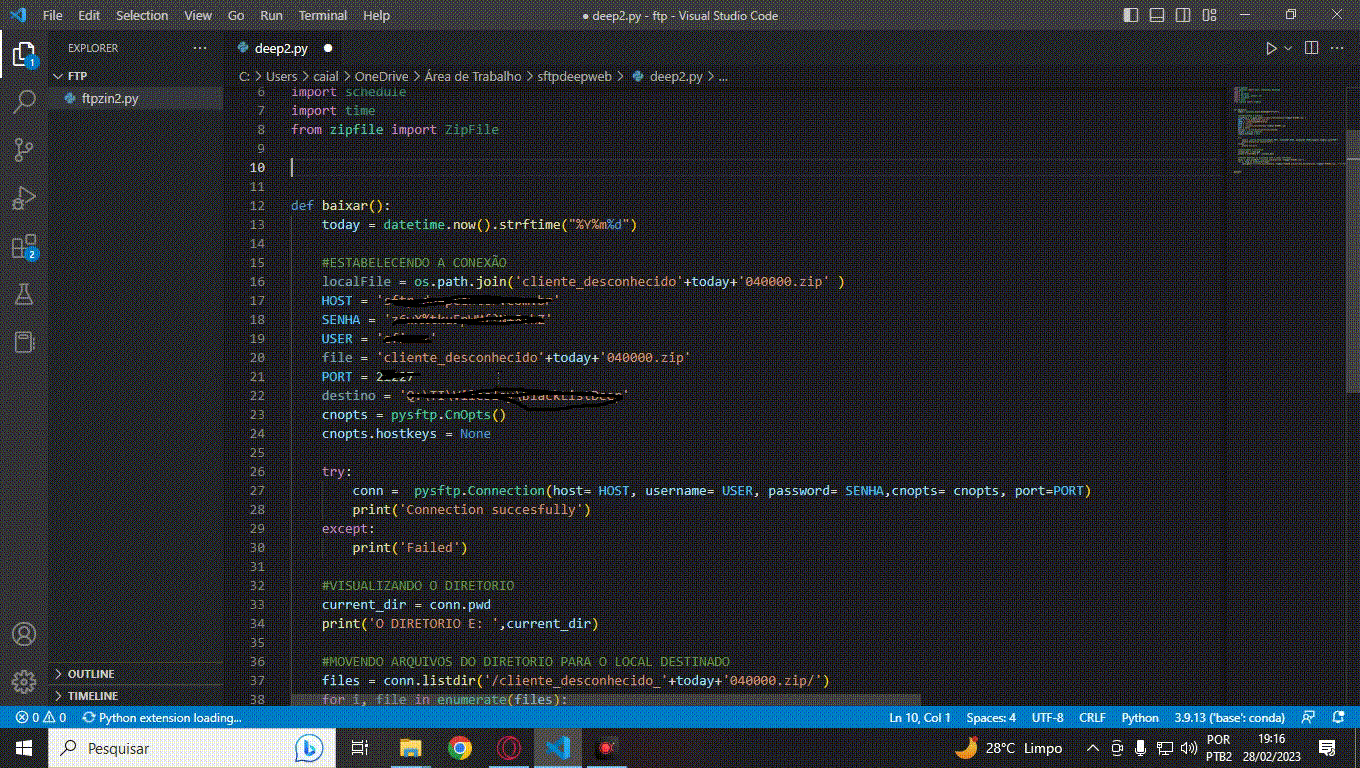 File Edit Selection View Go Run Terminal Help
● deep2.py - ftp - Visual Studio Code
EXPLORER ...
deep2.py ●
FTP
ftpzin2.py
1
2
C: > Users > caial > OneDrive > Área de Trabalho > sftpdeepweb > deep2.py > ...
6 import schedule
7 import time
8 from zipfile import ZipFile
9
10
11
12 def baixar():
13 today = datetime.now().strftime("%Y%m%d")
14
15 #ESTABELECENDO A CONEXÃO
16 localFile = os.path.join('cliente_desconhecido'+today+'040000.zip' )
17 HOST = '
18 SENHA = '
19 USER = '
20 file = 'cliente_desconhecido'+today+'040000.zip'
21 PORT =
22 destino = '
23 cnopts = pysftp.CnOpts()
24 cnopts.hostkeys = None
25
26 try:
27 conn =  pysftp.Connection(host= HOST, username= USER, password= SENHA,cnopts= cnopts, port=PORT)
28 print('Connection succesfully')
29 except:
30 print('Failed')
31
32 #VISUALIZANDO O DIRETORIO
33 current_dir = conn.pwd
34 print('O DIRETORIO E: ',current_dir)
35
36 #MOVENDO ARQUIVOS DO DIRETORIO PARA O LOCAL DESTINADO
37 files = conn.listdir('/cliente_desconhecido_'+today+'040000.zip/')
38 for i, file in enumerate(files):
OUTLINE
TIMELINE
0 0 Python extension loading...
Ln 10, Col 1 Spaces: 4 UTF-8 CRLF Python 3.9.13 ('base': conda)
Pesquisar
28°C Limpo
POR
PTB2
19:16
28/02/2023